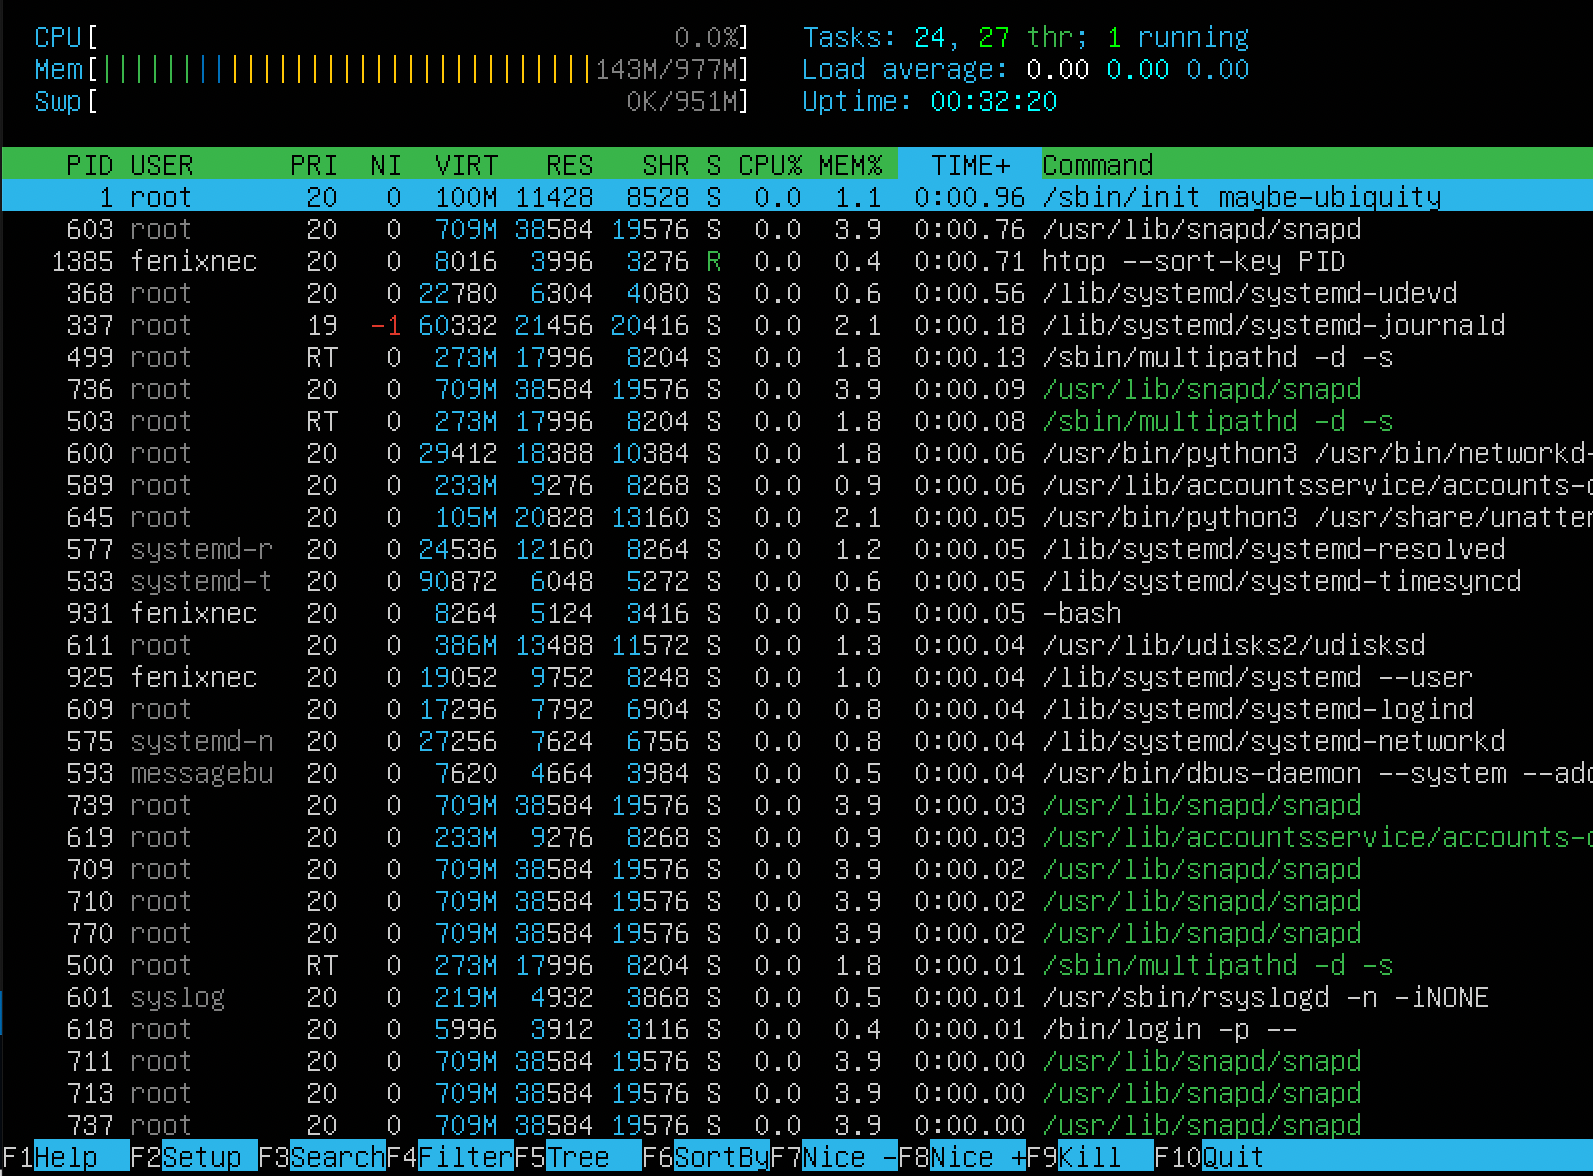 CPU[ 0.0%] Tasks: 24, 27 thr; 1 running
Mem[||||||||||||||||||||||||||||||143M/977M] Load average: 0.00 0.00 0.00
Swp[ 0K/951M] Uptime: 00:32:20
PID USER PRI NI VIRT RES SHR S CPU% MEM% TIME+ Command
1 root 20 0 100M 11428 8528 S 0.0 1.1 0:00.96 /sbin/init maybe-ubiquity
603 root 20 0 709M 38584 19576 S 0.0 3.9 0:00.76 /usr/lib/snapd/snapd
1385 fenixnec 20 0 8016 3996 3276 R 0.0 0.4 0:00.71 htop --sort-key PID
368 root 20 0 22780 6304 4080 S 0.0 0.6 0:00.56 /lib/systemd/systemd-udevd
337 root 19 -1 60332 21456 20416 S 0.0 2.1 0:00.18 /lib/systemd/systemd-journald
499 root RT 0 273M 17996 8204 S 0.0 1.8 0:00.13 /sbin/multipathd -d -s
736 root 20 0 709M 38584 19576 S 0.0 3.9 0:00.09 /usr/lib/snapd/snapd
503 root RT 0 273M 17996 8204 S 0.0 1.8 0:00.08 /sbin/multipathd -d -s
600 root 20 0 29412 18388 10384 S 0.0 1.8 0:00.06 /usr/bin/python3 /usr/bin/networkd-
589 root 20 0 233M 9276 8268 S 0.0 0.9 0:00.06 /usr/lib/accountsservice/accounts-d
645 root 20 0 105M 20828 13160 S 0.0 2.1 0:00.05 /usr/bin/python3 /usr/share/unatten
577 systemd-r 20 0 24536 12160 8264 S 0.0 1.2 0:00.05 /lib/systemd/systemd-resolved
533 systemd-t 20 0 90872 6048 5272 S 0.0 0.6 0:00.05 /lib/systemd/systemd-timesyncd
931 fenixnec 20 0 8264 5124 3416 S 0.0 0.5 0:00.05 -bash
611 root 20 0 386M 13488 11572 S 0.0 1.3 0:00.04 /usr/lib/udisks2/udisksd
925 fenixnec 20 0 19052 9752 8248 S 0.0 1.0 0:00.04 /lib/systemd/systemd --user
609 root 20 0 17296 7792 6904 S 0.0 0.8 0:00.04 /lib/systemd/systemd-logind
575 systemd-n 20 0 27256 7624 6756 S 0.0 0.8 0:00.04 /lib/systemd/systemd-networkd
593 messagebu 20 0 7620 4664 3984 S 0.0 0.5 0:00.04 /usr/bin/dbus-daemon --system --add
739 root 20 0 709M 38584 19576 S 0.0 3.9 0:00.03 /usr/lib/snapd/snapd
619 root 20 0 233M 9276 8268 S 0.0 0.9 0:00.03 /usr/lib/accountsservice/accounts-d
709 root 20 0 709M 38584 19576 S 0.0 3.9 0:00.02 /usr/lib/snapd/snapd
710 root 20 0 709M 38584 19576 S 0.0 3.9 0:00.02 /usr/lib/snapd/snapd
770 root 20 0 709M 38584 19576 S 0.0 3.9 0:00.02 /usr/lib/snapd/snapd
500 root RT 0 273M 17996 8204 S 0.0 1.8 0:00.01 /sbin/multipathd -d -s
601 syslog 20 0 219M 4932 3868 S 0.0 0.5 0:00.01 /usr/sbin/rsyslogd -n -iNONE
618 root 20 0 5996 3912 3116 S 0.0 0.4 0:00.01 /bin/login -p --
711 root 20 0 709M 38584 19576 S 0.0 3.9 0:00.00 /usr/lib/snapd/snapd
713 root 20 0 709M 38584 19576 S 0.0 3.9 0:00.00 /usr/lib/snapd/snapd
737 root 20 0 709M 38584 19576 S 0.0 3.9 0:00.00 /usr/lib/snapd/snapd
F1Help F2Setup F3SearchF4FilterF5Tree F6SortByF7Nice -F8Nice +F9Kill F10Quit